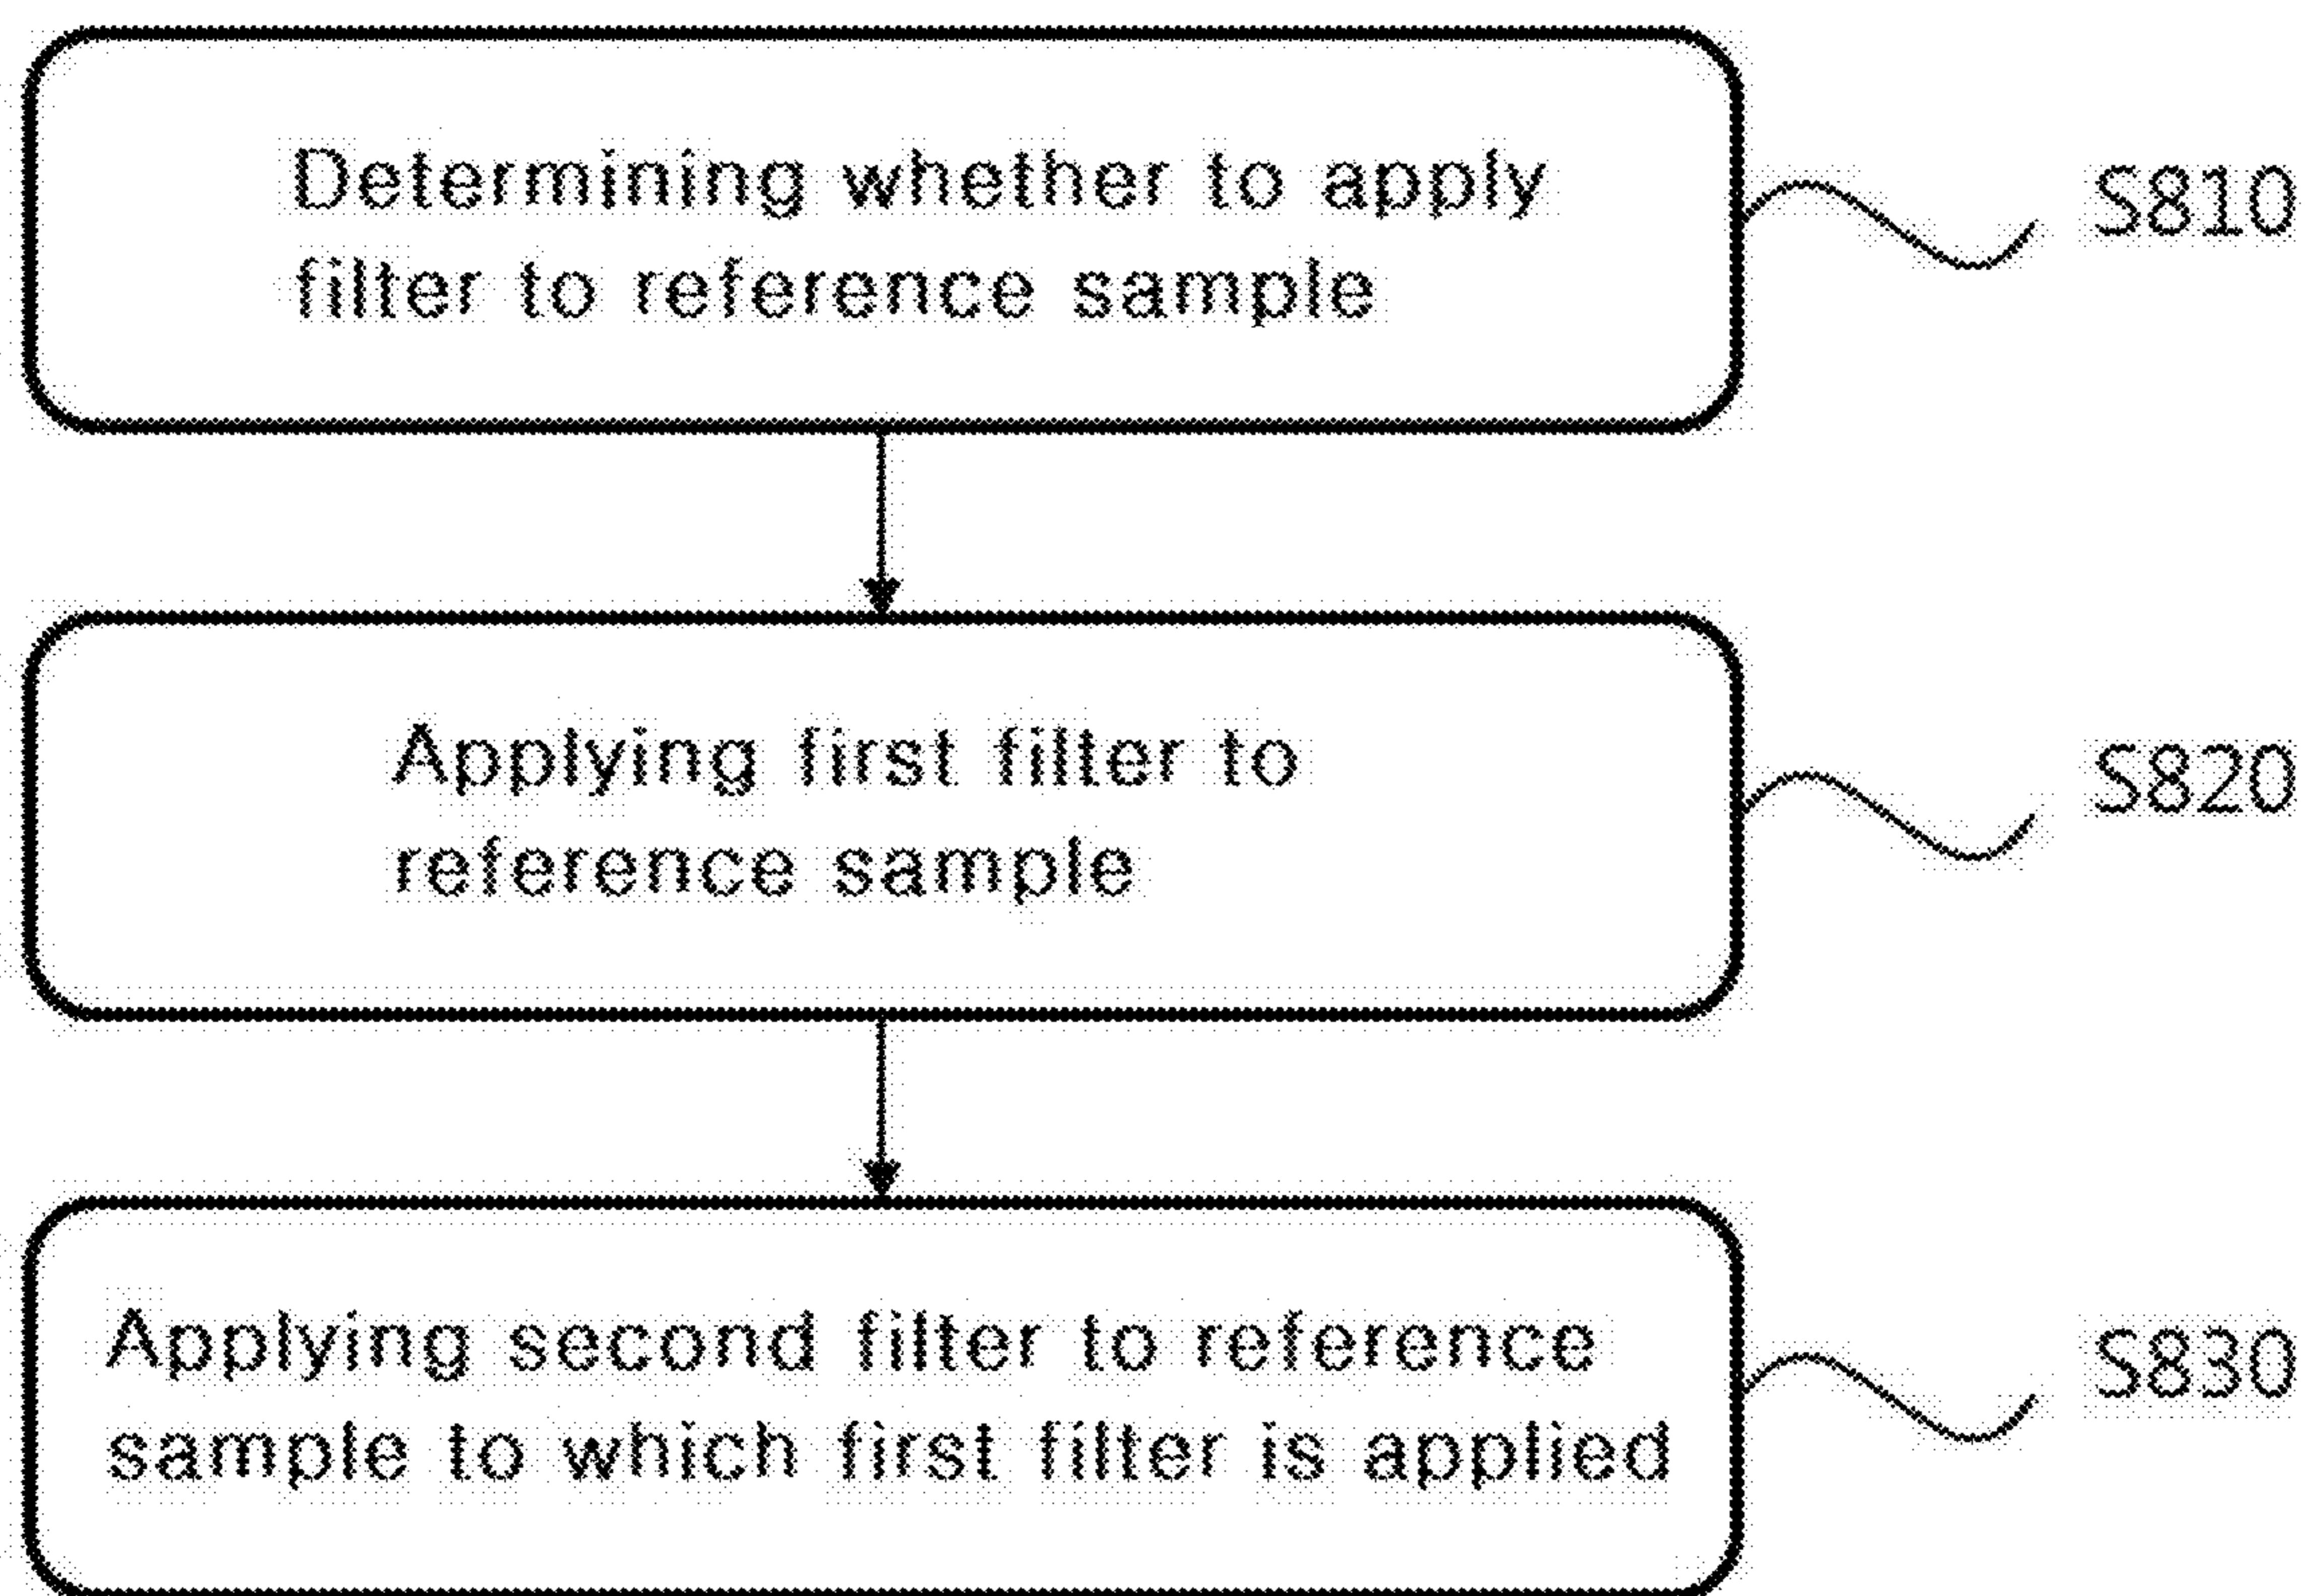 Determining whether to apply
filter to reference sample
S810
Applying first filter to
reference sample
S820
Applying second filter to reference
sample to which first filter is applied
S830